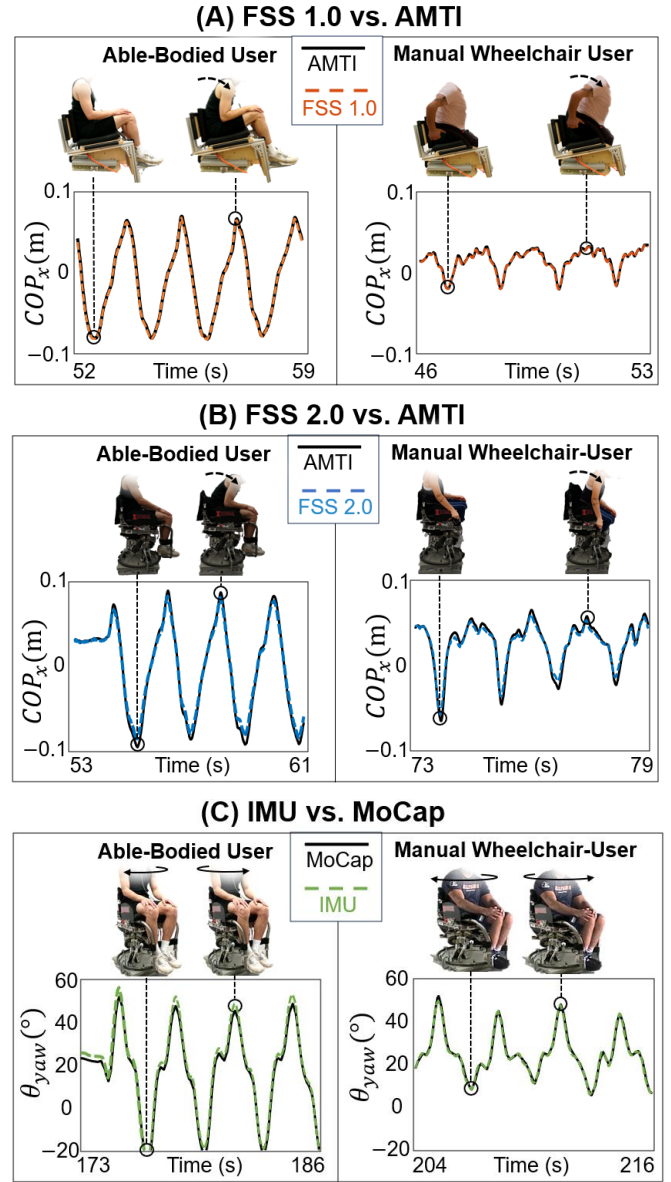 (A) FSS 1.0 vs. AMTI
Able-Bodied User
AMTI
FSS 1.0
Manual Wheelchair User
0.1
0
−0.1
COPx(m)
52
Time (s)
59
0.1
0
−0.1
COPx(m)
46
Time (s)
53
(B) FSS 2.0 vs. AMTI
Able-Bodied User
AMTI
FSS 2.0
Manual Wheelchair-User
0.1
0
−0.1
COPx(m)
53
Time (s)
61
0.1
0
−0.1
COPx(m)
73
Time (s)
79
(C) IMU vs. MoCap
Able-Bodied User
MoCap
IMU
Manual Wheelchair-User
60
40
20
0
−20
θyaw(°)
173
Time (s)
186
60
40
20
0
-20
θyaw(°)
204
Time (s)
216